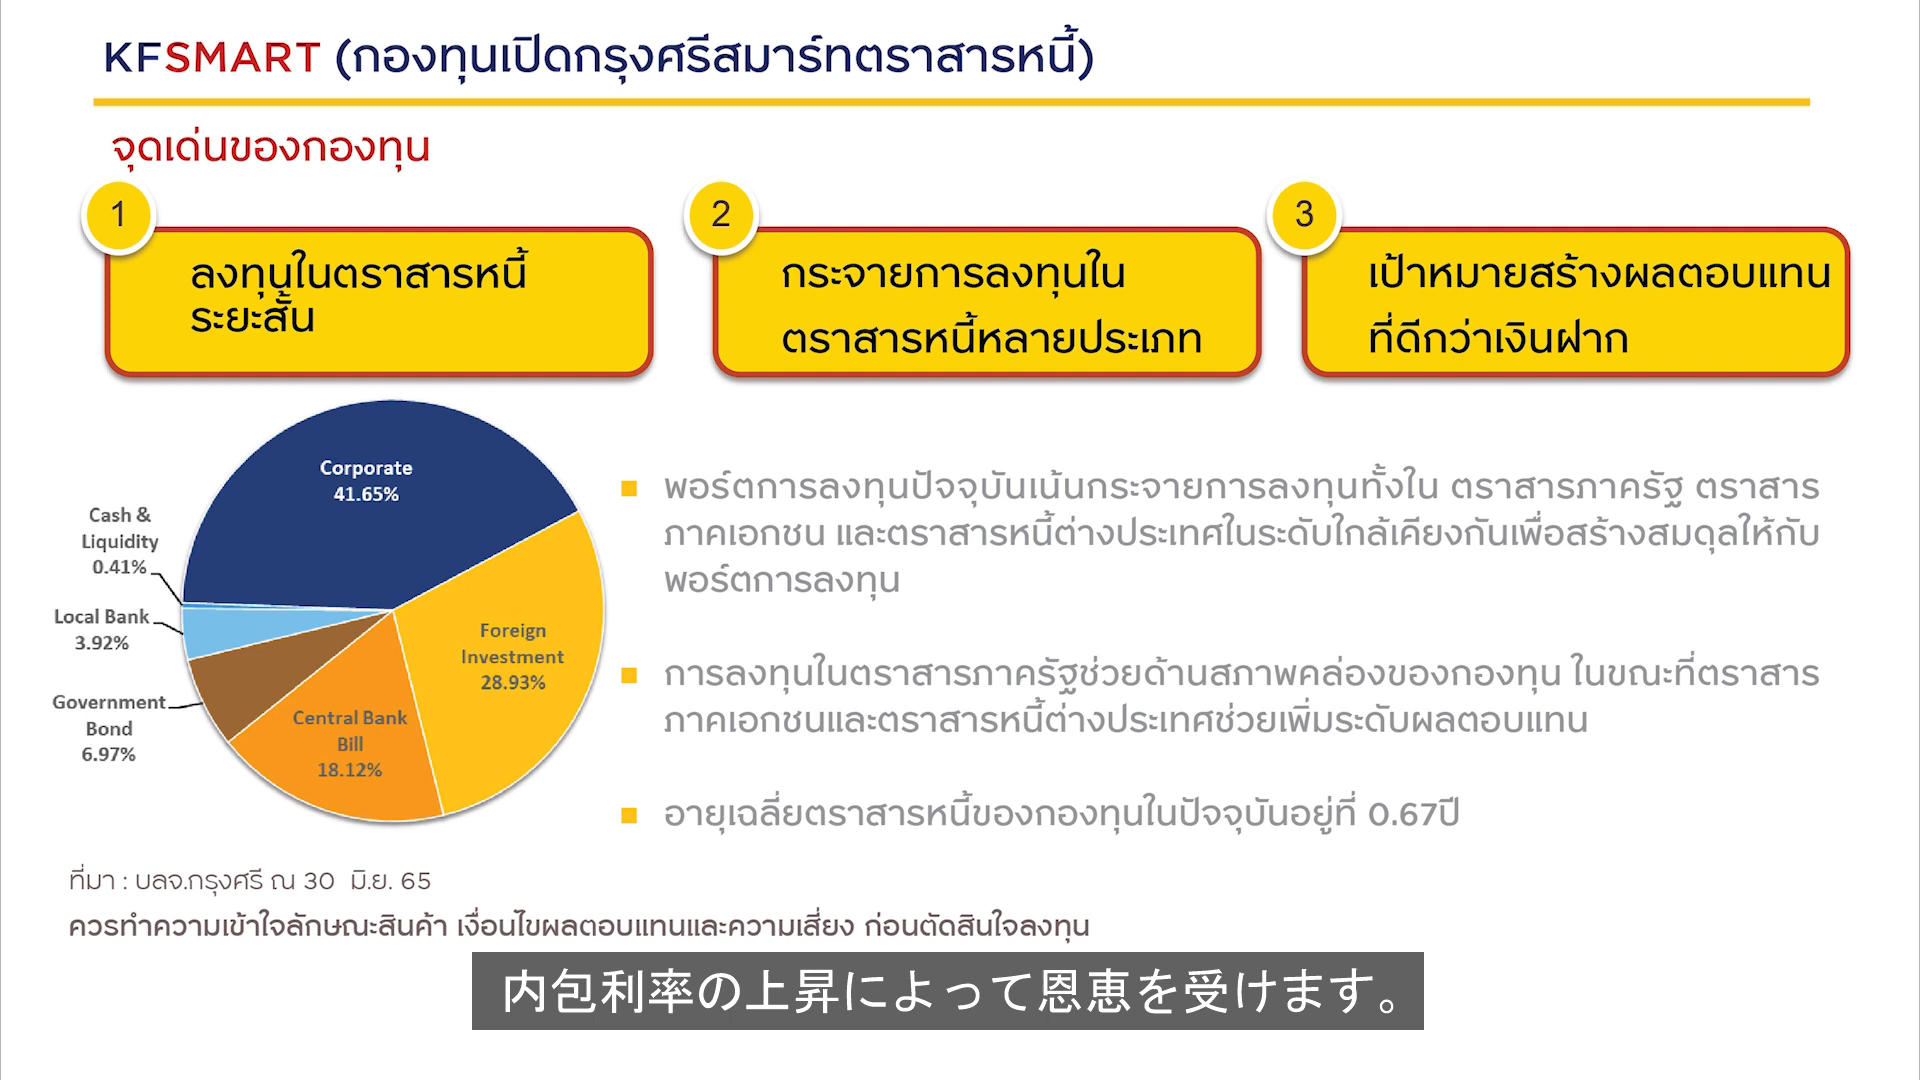 KFSMART (กองทุนเปิดกรุงศรีสมาร์ทตราสารหนี้)
จุดเด่นของกองทุน
1
ลงทุนในตราสารหนี้
ระยะสั้น
2
กระจายการลงทุนใน
ตราสารหนี้หลายประเภท
3
เป้าหมายสร้างผลตอบแทน
ที่ดีกว่าเงินฝาก
Corporate
41.65%
Cash &
Liquidity
0.41%
Local Bank
3.92%
Government
Bond
6.97%
Central Bank
Bill
18.12%
Foreign
Investment
28.93%
พอร์ตการลงทุนปัจจุบันเน้นกระจายการลงทุนทั้งใน ตราสารภาครัฐ ตราสาร
ภาคเอกชน และตราสารหนี้ต่างประเทศในระดับใกล้เคียงกันเพื่อสร้างสมดุลให้กับ
พอร์ตการลงทุน
การลงทุนในตราสารภาครัฐช่วยด้านสภาพคล่องของกองทุน ในขณะที่ตราสาร
ภาคเอกชนและตราสารหนี้ต่างประเทศช่วยเพิ่มระดับผลตอบแทน
อายุเฉลี่ยตราสารหนี้ของกองทุนในปัจจุบันอยู่ที่ 0.67ปี
ที่มา : บลจ.กรุงศรี ณ 30 มิ.ย. 65
ควรทำความเข้าใจลักษณะสินค้า เงื่อนไขผลตอบแทนและความเสี่ยง ก่อนตัดสินใจลงทุน
内包利率の上昇によって恩恵を受けます。